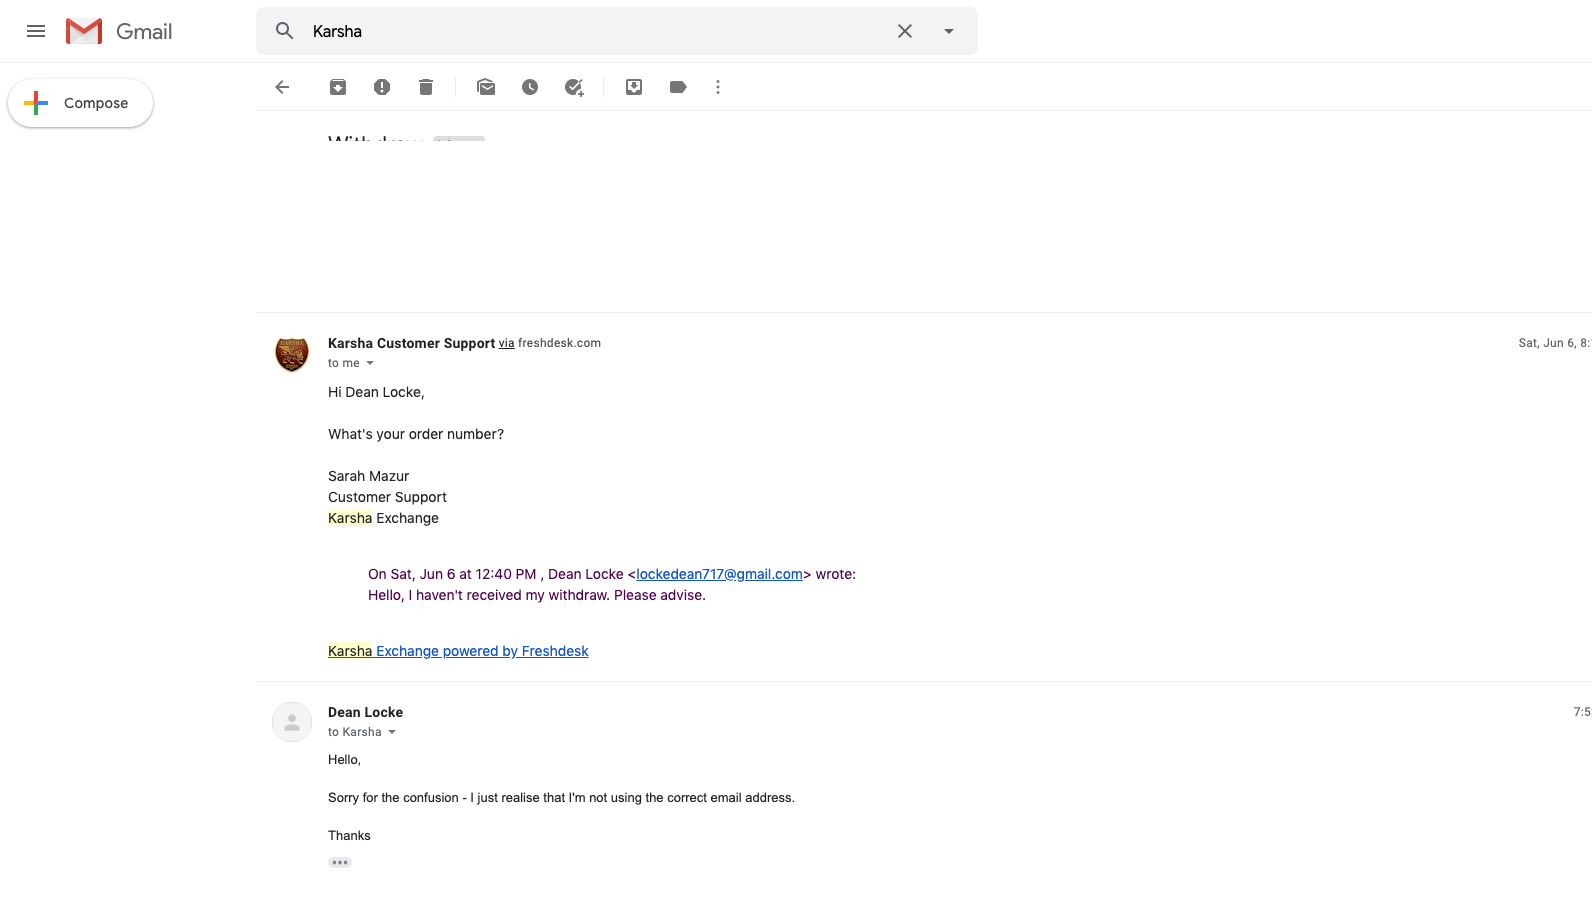 Gmail
Karsha
Compose
Withdraw
Karsha Customer Support via freshdesk.com
Sat, Jun 6, 8:
to me
Hi Dean Locke,
What's your order number?
Sarah Mazur
Customer Support
Karsha Exchange
On Sat, Jun 6 at 12:40 PM , Dean Locke <lockedean717@gmail.com> wrote:
Hello, I haven't received my withdraw. Please advise.
Karsha Exchange powered by Freshdesk
Dean Locke
7:5
to Karsha
Hello,
Sorry for the confusion - I just realise that I'm not using the correct email address.
Thanks